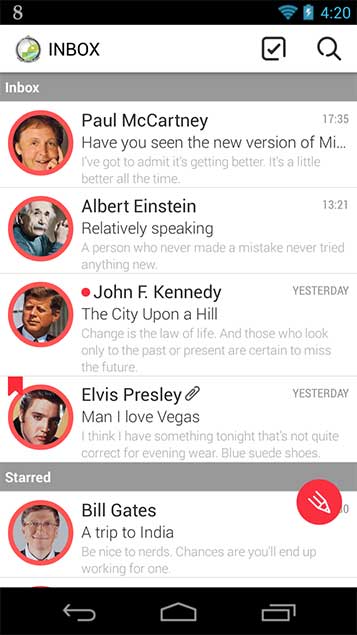 8 4:20
INBOX
Inbox
Paul McCartney 17:35
Have you seen the new version of Mi...
I've got to admit it's getting better. It's a little
better all the time.
Albert Einstein 13:21
Relatively speaking
A person who never made a mistake never tried
anything new.
John F. Kennedy YESTERDAY
The City Upon a Hill
Change is the law of life. And those who look
only to the past or present are certain to miss
the future.
Elvis Presley YESTERDAY
Man I love Vegas
I think I have something tonight that's not quite
correct for evening wear. Blue suede shoes.
Starred
Bill Gates
A trip to India
Be nice to nerds. Chances are you'll end up
working for one.